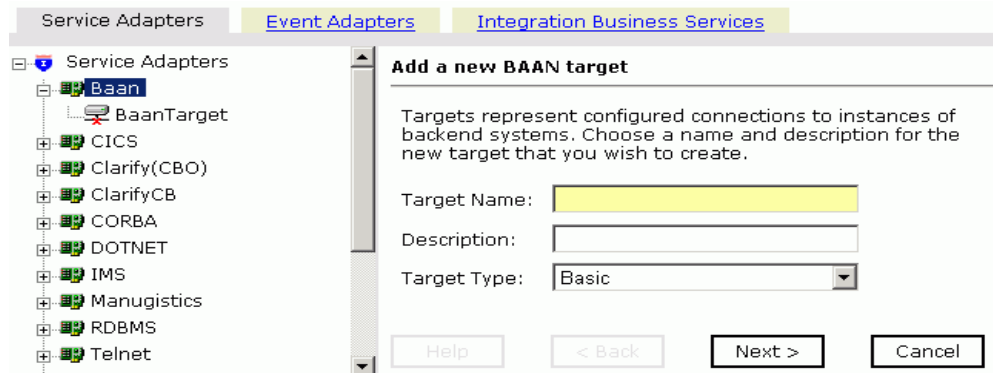 Service Adapters
Event Adapters
Integration Business Services
Service Adapters
Baan
BaanTarget
CICS
Clarify(CBO)
ClarifyCB
CORBA
DOTNET
IMS
Manugistics
RDBMS
Telnet
Add a new BAAN target
Targets represent configured connections to instances of
backend systems. Choose a name and description for the
new target that you wish to create.
Target Name:
Description:
Target Type: Basic
Help
< Back
Next >
Cancel